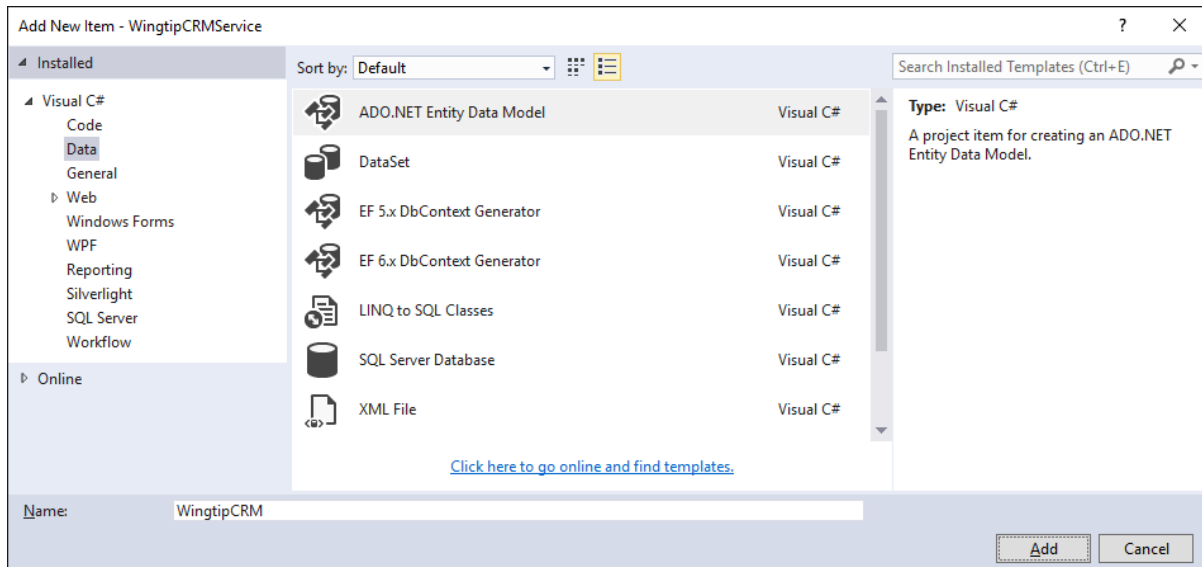 Add New Item - WingtipCRMService
?
Installed
Sort by: Default
Search Installed Templates (Ctrl+E)
Visual C#
Code
Data
General
Web
Windows Forms
WPF
Reporting
Silverlight
SQL Server
Workflow
Online
ADO.NET Entity Data Model Visual C#
DataSet Visual C#
EF 5.x DbContext Generator Visual C#
EF 6.x DbContext Generator Visual C#
LINQ to SQL Classes Visual C#
SQL Server Database Visual C#
XML File Visual C#
Click here to go online and find templates.
Type: Visual C#
A project item for creating an ADO.NET
Entity Data Model.
Name: WingtipCRM
Add Cancel